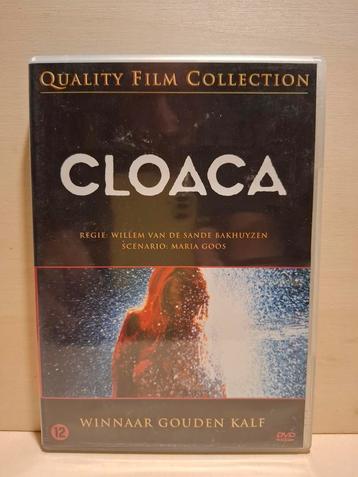 QUALITY FILM COLLECTION
CLOACA
REGIE: WILLEM VAN DE SANDE BAKHUYZEN
SCENARIO: MARIA GOOS
12
WINNAAR GOUDEN KALF
DVD